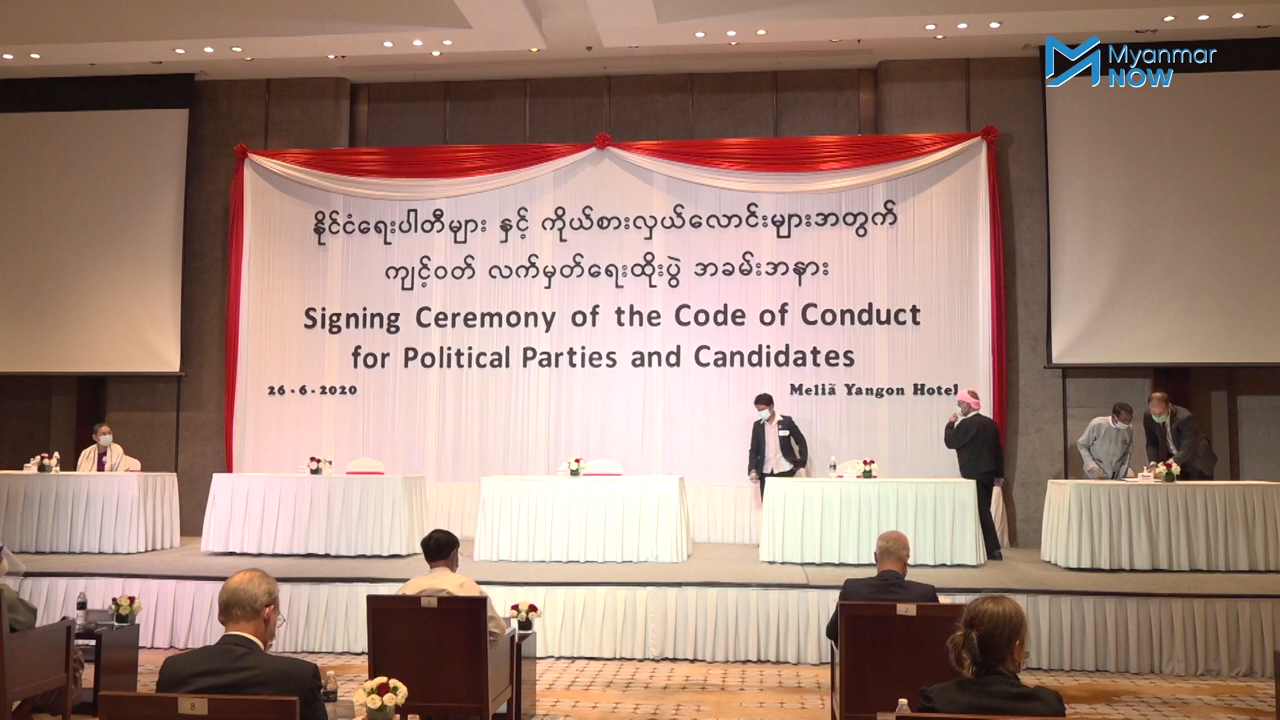 Myanmar
NOW
နိုင်ငံရေးပါတီများ နှင့် ကိုယ်စားလှယ်လောင်းများအတွက်
ကျင့်ဝတ် လက်မှတ်ရေးထိုးပွဲ အခမ်းအနား
Signing Ceremony of the Code of Conduct
for Political Parties and Candidates
26-6-2020 Meliã Yangon Hotel
8